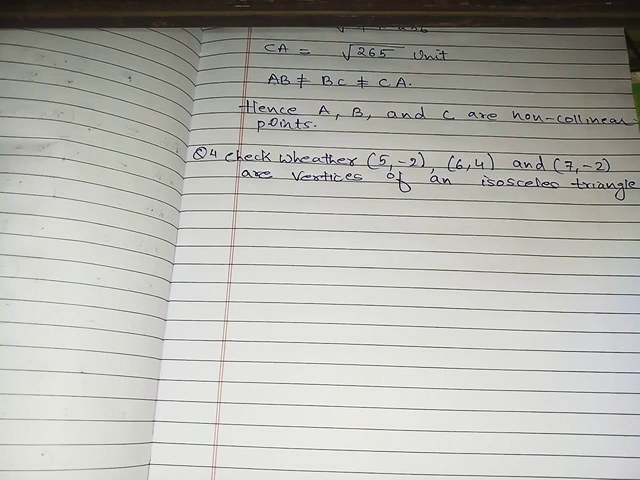 CA = √265 Unit
AB ≠ BC ≠ CA.
Hence A, B, and C are non-collinear
points.
Q4 check wheather (5,-2), (6,4) and (7,-2)
are vertices of an isosceles triangle